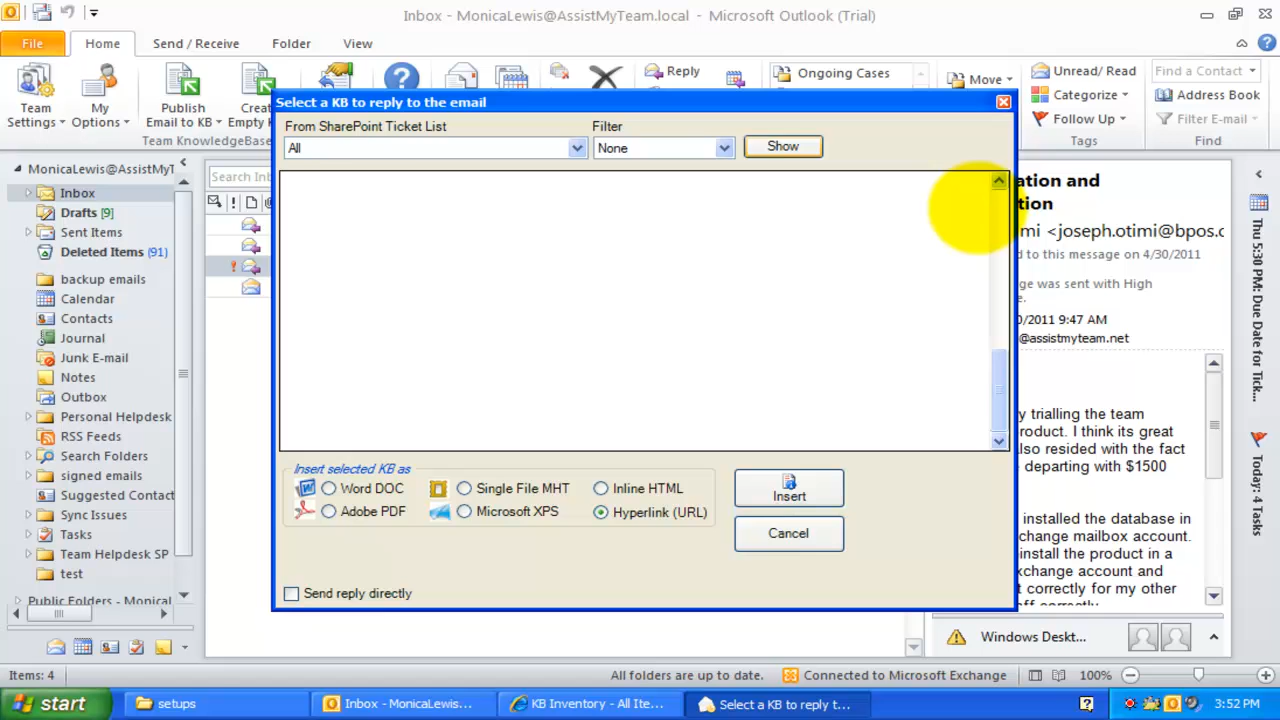 Inbox - MonicaLewis@AssistMyTeam.local - Microsoft Outlook (Trial)
File Home Send / Receive Folder View
Team Settings
My Options
Publish Email to KB
Empty K
Reply
Ongoing Cases
Move
Unread/ Read
Categorize
Follow Up
Tags
Find a Contact
Address Book
Filter E-mail
Find
Team KnowledgeBase
Select a KB to reply to the email
From SharePoint Ticket List
All
Filter
None
Show
Insert selected KB as
Word DOC
Single File MHT
Inline HTML
Adobe PDF
Microsoft XPS
Hyperlink (URL)
Insert
Cancel
Send reply directly
MonicaLewis@AssistMyT
Inbox
Drafts [9]
Sent Items
Deleted Items (91)
backup emails
Calendar
Contacts
Journal
Junk E-mail
Notes
Outbox
Personal Helpdesk
RSS Feeds
Search Folders
signed emails
Suggested Contact
Sync Issues
Tasks
Team Helpdesk SP
test
Public Folders - Monical
Search Inb
ation and
tion
mi <joseph.otimi@bpos.c
d to this message on 4/30/2011
ge was sent with High
e.
0/2011 9:47 AM
@assistmyteam.net
y trialling the team
product. I think its great
lso resided with the fact
e departing with $1500
installed the database in
change mailbox account.
install the product in a
xchange account and
t correctly for my other
Windows Deskt...
Thu 5:30 PM: Due Date for Tick...
Today: 4 Tasks
Items: 4
All folders are up to date.
Connected to Microsoft Exchange
100%
start
setups
Inbox - MonicaLewis...
KB Inventory - All Ite...
Select a KB to reply t...
3:52 PM